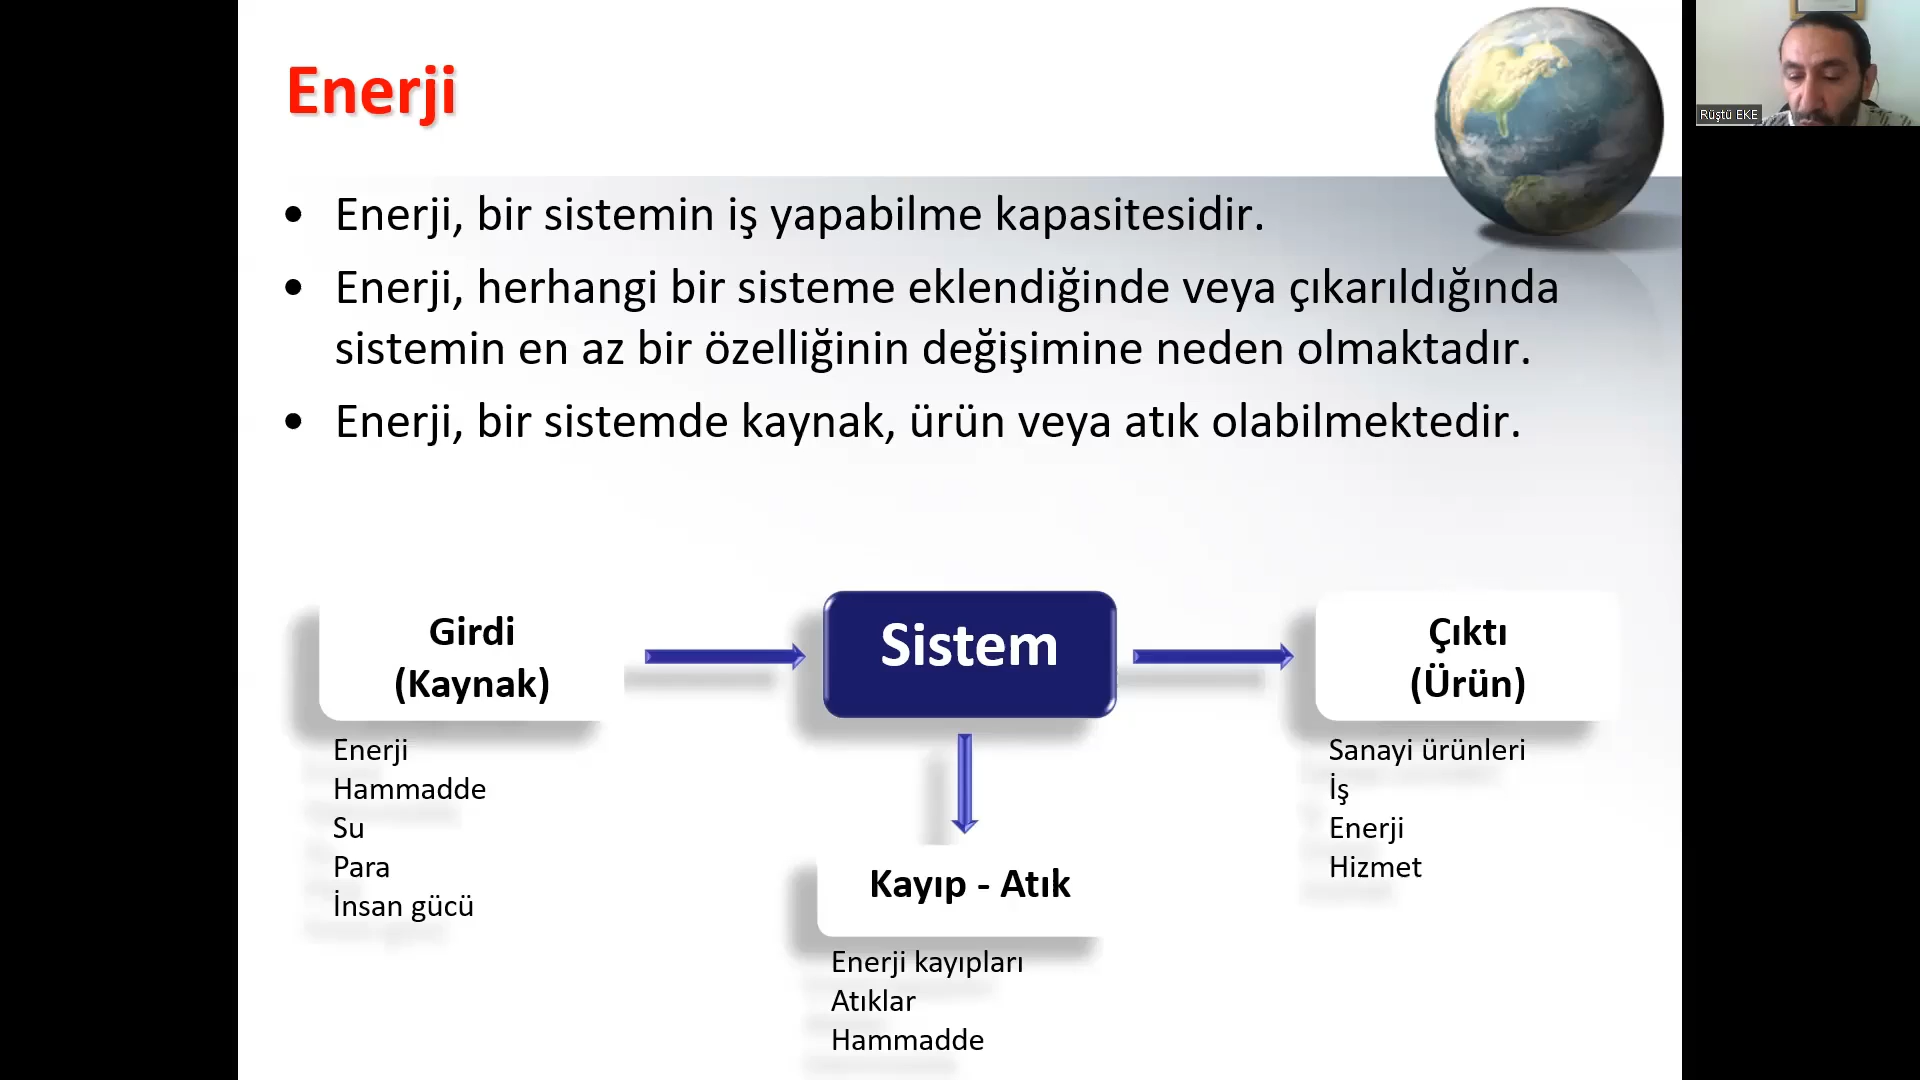 Enerji
Rüştü EKE
• Enerji, bir sistemin iş yapabilme kapasitesidir.
• Enerji, herhangi bir sisteme eklendiğinde veya çıkarıldığında
sistemin en az bir özelliğinin değişimine neden olmaktadır.
• Enerji, bir sistemde kaynak, ürün veya atık olabilmektedir.
Girdi
(Kaynak)
Enerji
Hammadde
Su
Para
İnsan gücü
Sistem
Kayıp - Atık
Enerji kayıpları
Atıklar
Hammadde
Çıktı
(Ürün)
Sanayi ürünleri
İş
Enerji
Hizmet